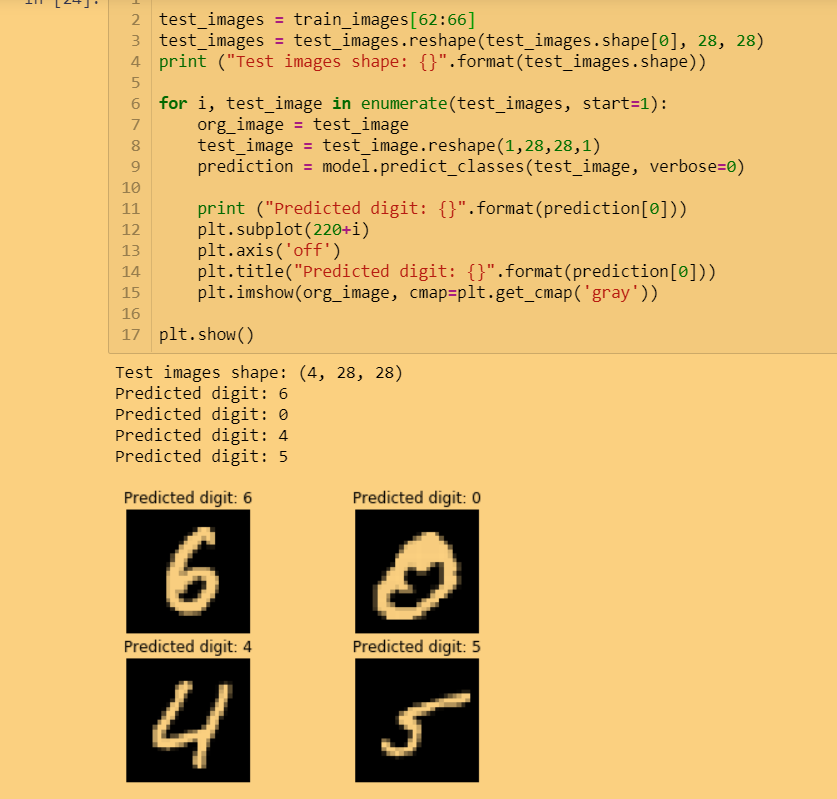 In [24]:
1
2 test_images = train_images[62:66]
3 test_images = test_images.reshape(test_images.shape[0], 28, 28)
4 print ("Test images shape: {}".format(test_images.shape))
5
6 for i, test_image in enumerate(test_images, start=1):
7     org_image = test_image
8     test_image = test_image.reshape(1,28,28,1)
9     prediction = model.predict_classes(test_image, verbose=0)
10
11     print ("Predicted digit: {}".format(prediction[0]))
12     plt.subplot(220+i)
13     plt.axis('off')
14     plt.title("Predicted digit: {}".format(prediction[0]))
15     plt.imshow(org_image, cmap=plt.get_cmap('gray'))
16
17 plt.show()
Test images shape: (4, 28, 28)
Predicted digit: 6
Predicted digit: 0
Predicted digit: 4
Predicted digit: 5
Predicted digit: 6 Predicted digit: 0
6 0
Predicted digit: 4 Predicted digit: 5
4 5